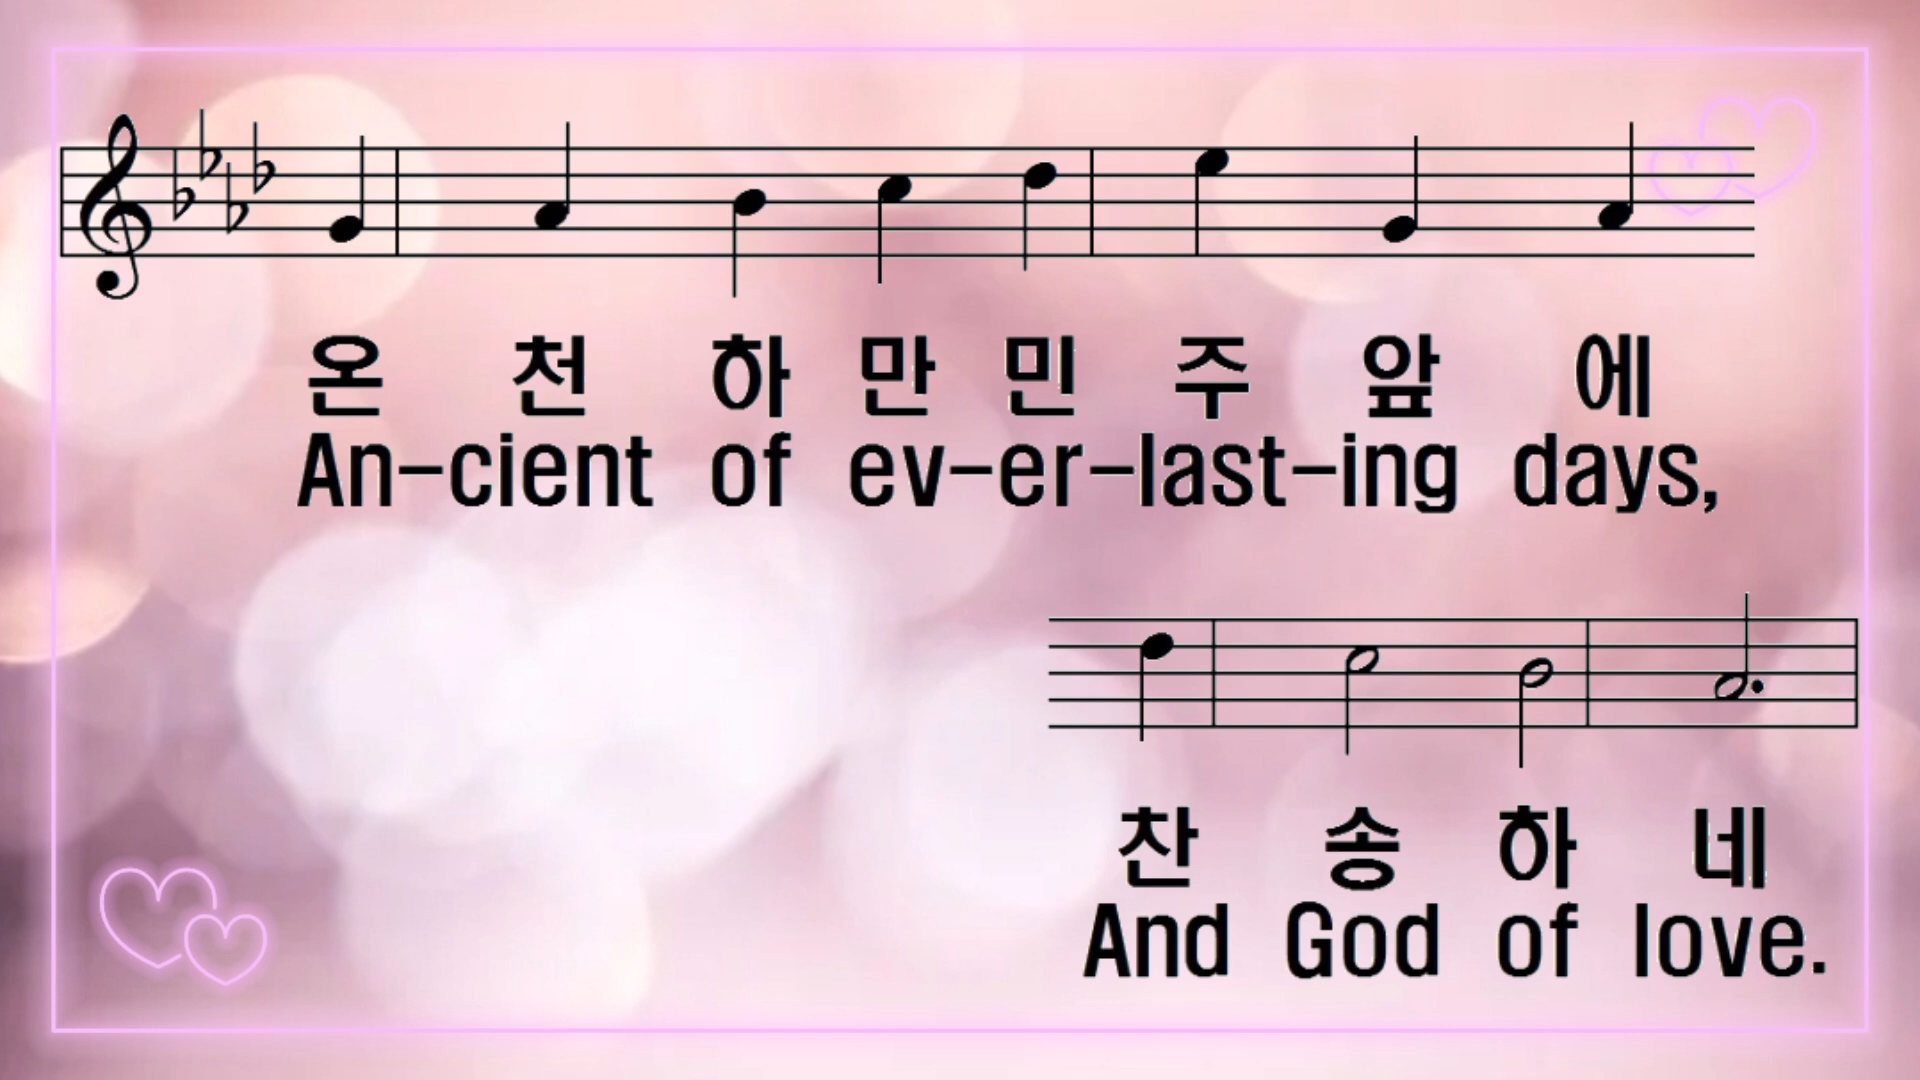 온 천 하 만 민 주 앞 에
An-cient of ev-er-last-ing days,
찬 송 하 네
And God of love.